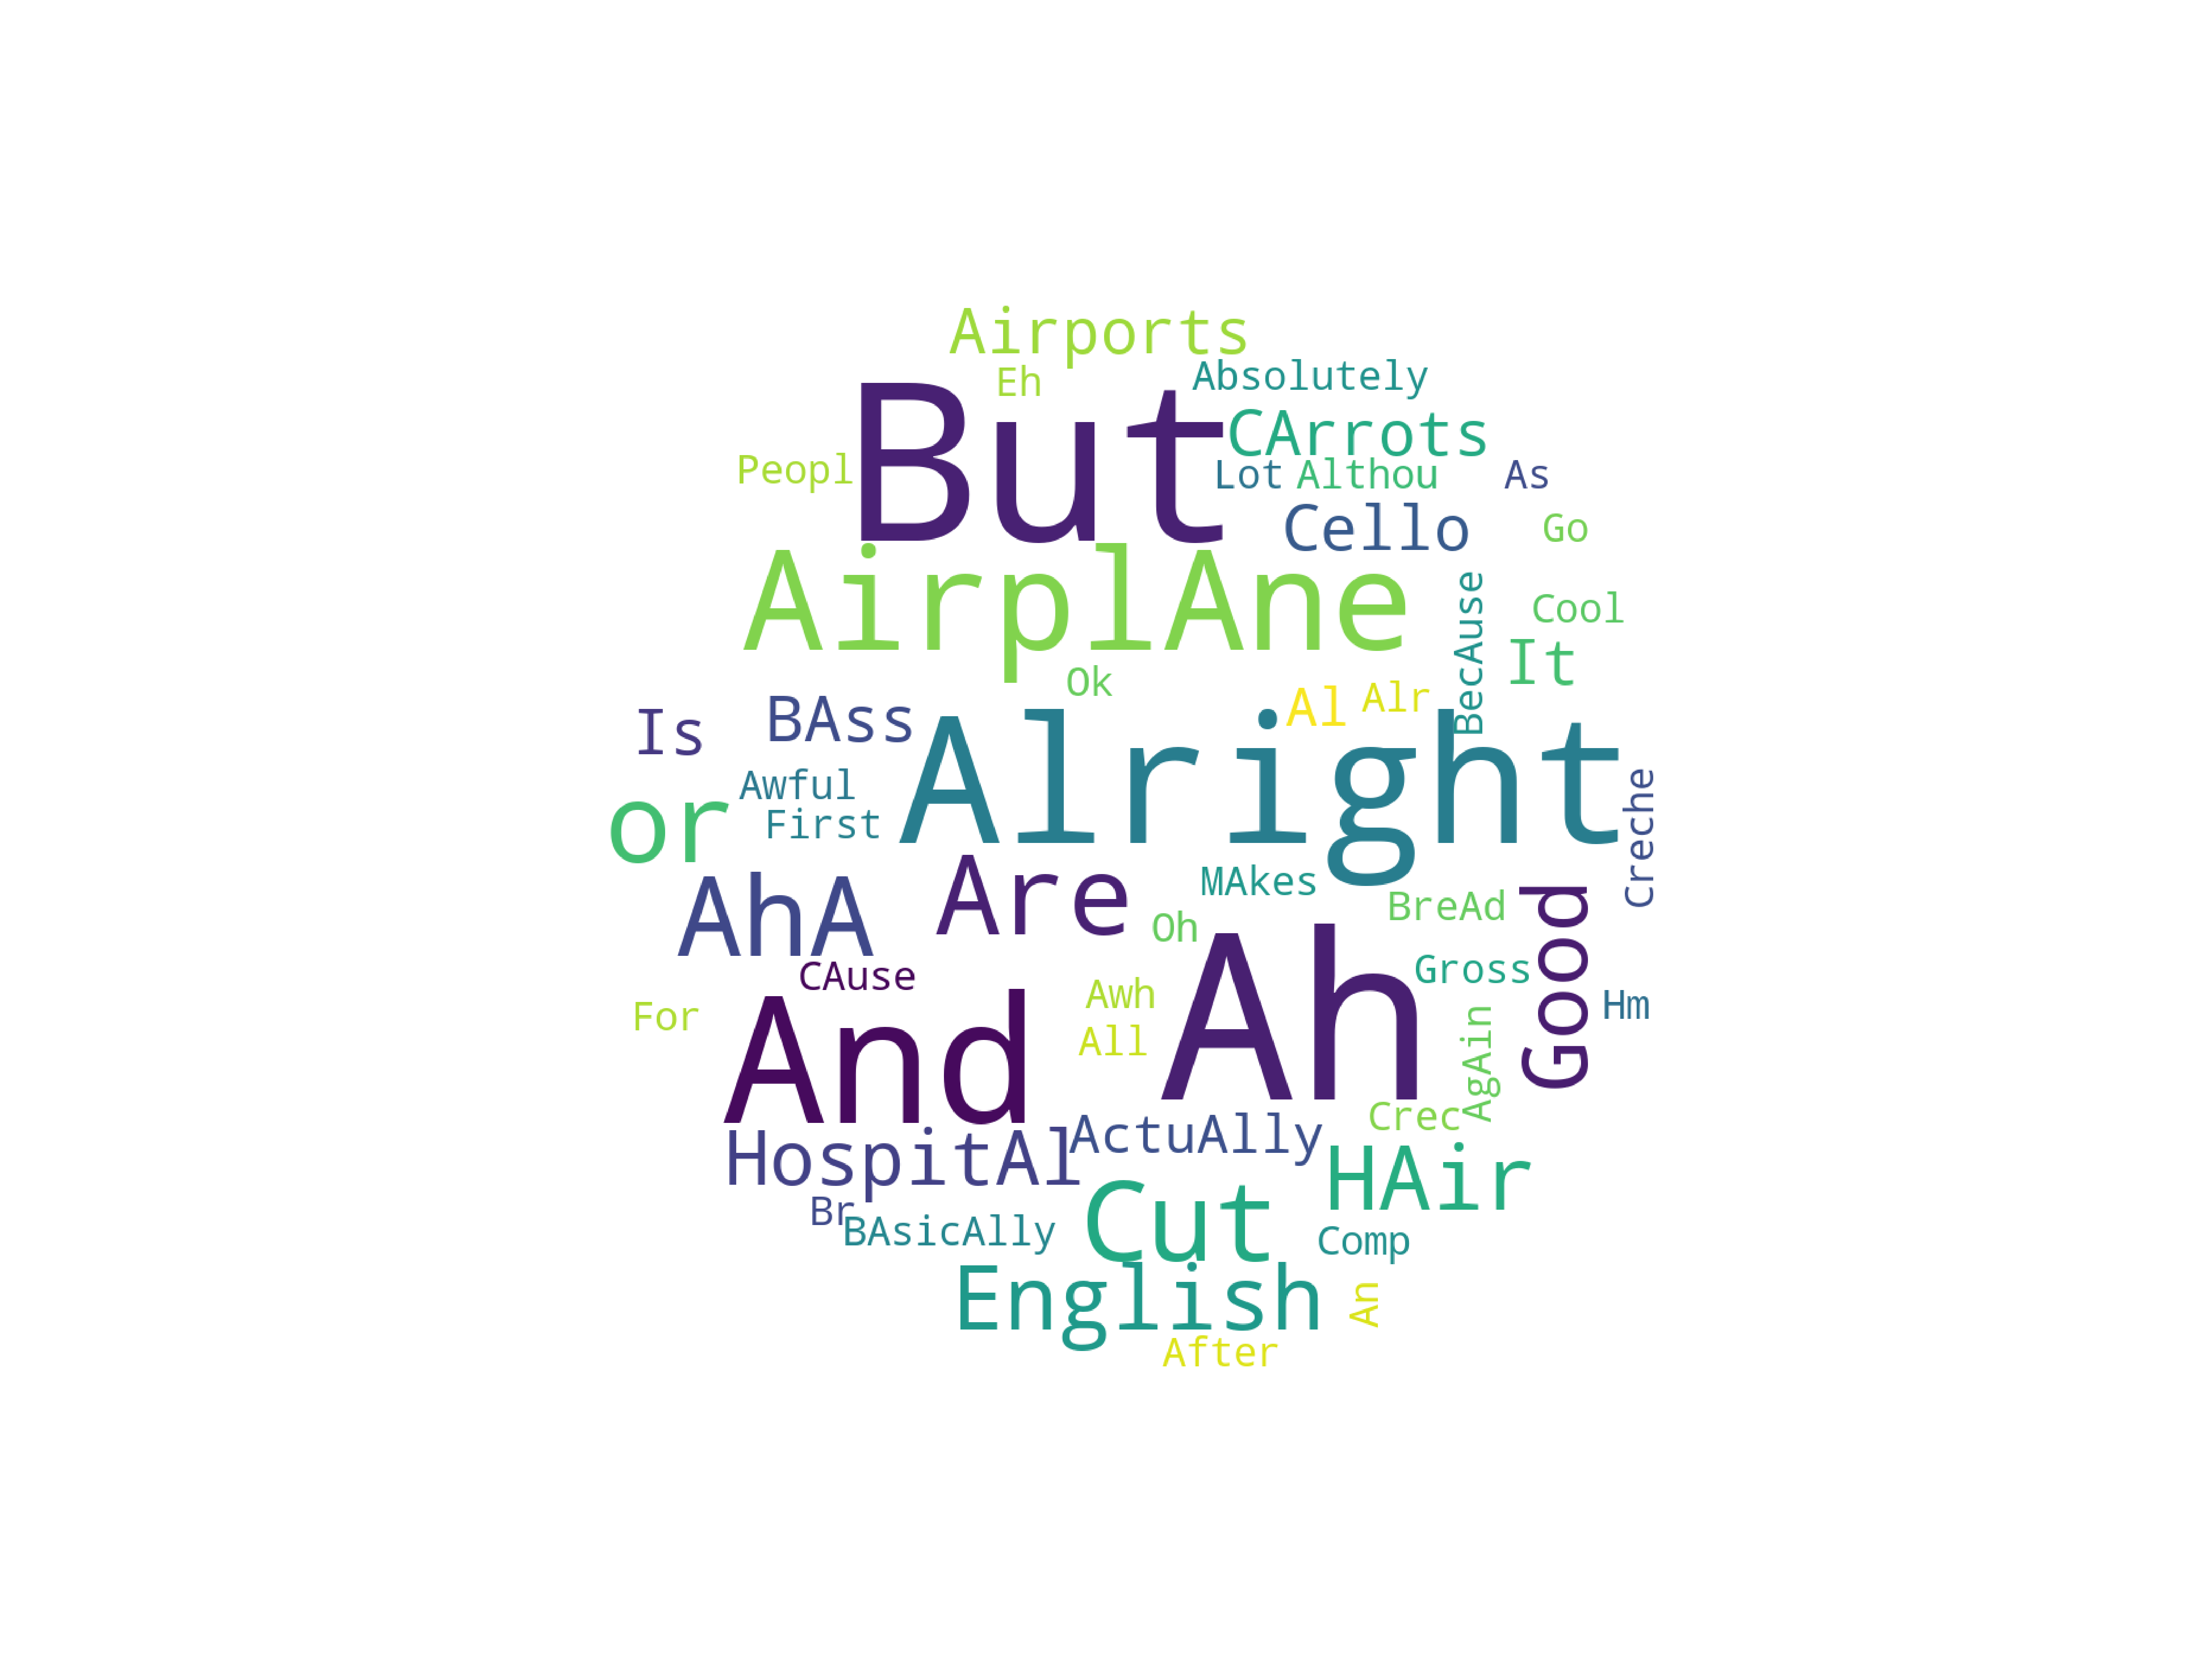 Airports
Eh
Absolutely
But
CArrots
Peopl
Lot
Althou
As
Cello
Go
AirplAne
BecAuse
Cool
It
Ok
Al
Alr
Is
BAss
Alright
Awful
First
or
Creche
Are
MAkes
AhA
BreAd
Good
Oh
Ah
CAuse
Gross
Awh
Hm
For
And
All
AgAin
Crec
ActuAlly
HospitAl
HAir
Cut
Br
BAsicAlly
Comp
English
An
After